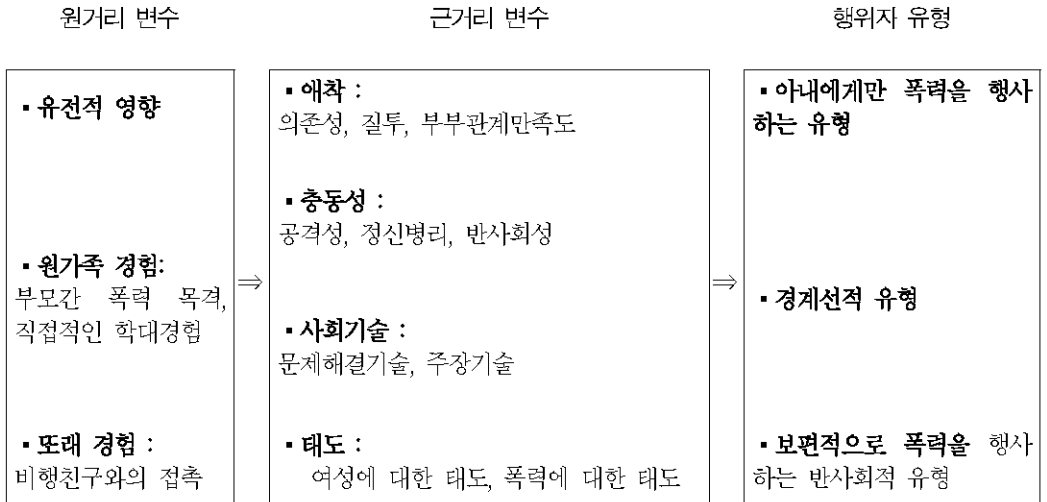 원거리 변수
근거리 변수
행위자 유형
▪유전적 영향
▪원가족 경험:
부모간 폭력 목격,
직접적인 학대경험
▪또래 경험 :
비행친구와의 접촉
⇒
▪애착 :
의존성, 질투, 부부관계만족도
▪충동성 :
공격성, 정신병리, 반사회성
▪사회기술 :
문제해결기술, 주장기술
▪태도 :
여성에 대한 태도, 폭력에 대한 태도
⇒
▪아내에게만 폭력을 행사
하는 유형
▪경계선적 유형
▪보편적으로 폭력을 행사
하는 반사회적 유형